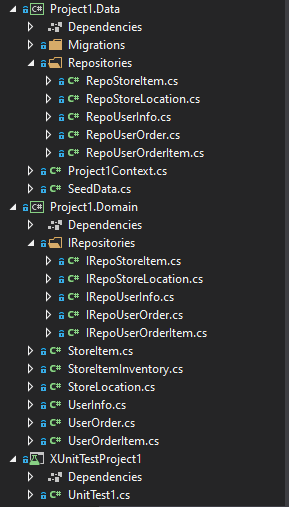 C# Project1.Data
Dependencies
Migrations
Repositories
C# RepoStoreItem.cs
C# RepoStoreLocation.cs
C# RepoUserInfo.cs
C# RepoUserOrder.cs
C# RepoUserOrderItem.cs
C# Project1Context.cs
C# SeedData.cs
C# Project1.Domain
Dependencies
IRepositories
C# IRepoStoreItem.cs
C# IRepoStoreLocation.cs
C# IRepoUserInfo.cs
C# IRepoUserOrder.cs
C# IRepoUserOrderItem.cs
C# StoreItem.cs
C# StoreItemInventory.cs
C# StoreLocation.cs
C# UserInfo.cs
C# UserOrder.cs
C# UserOrderItem.cs
XUnitTestProject1
Dependencies
C# UnitTest1.cs